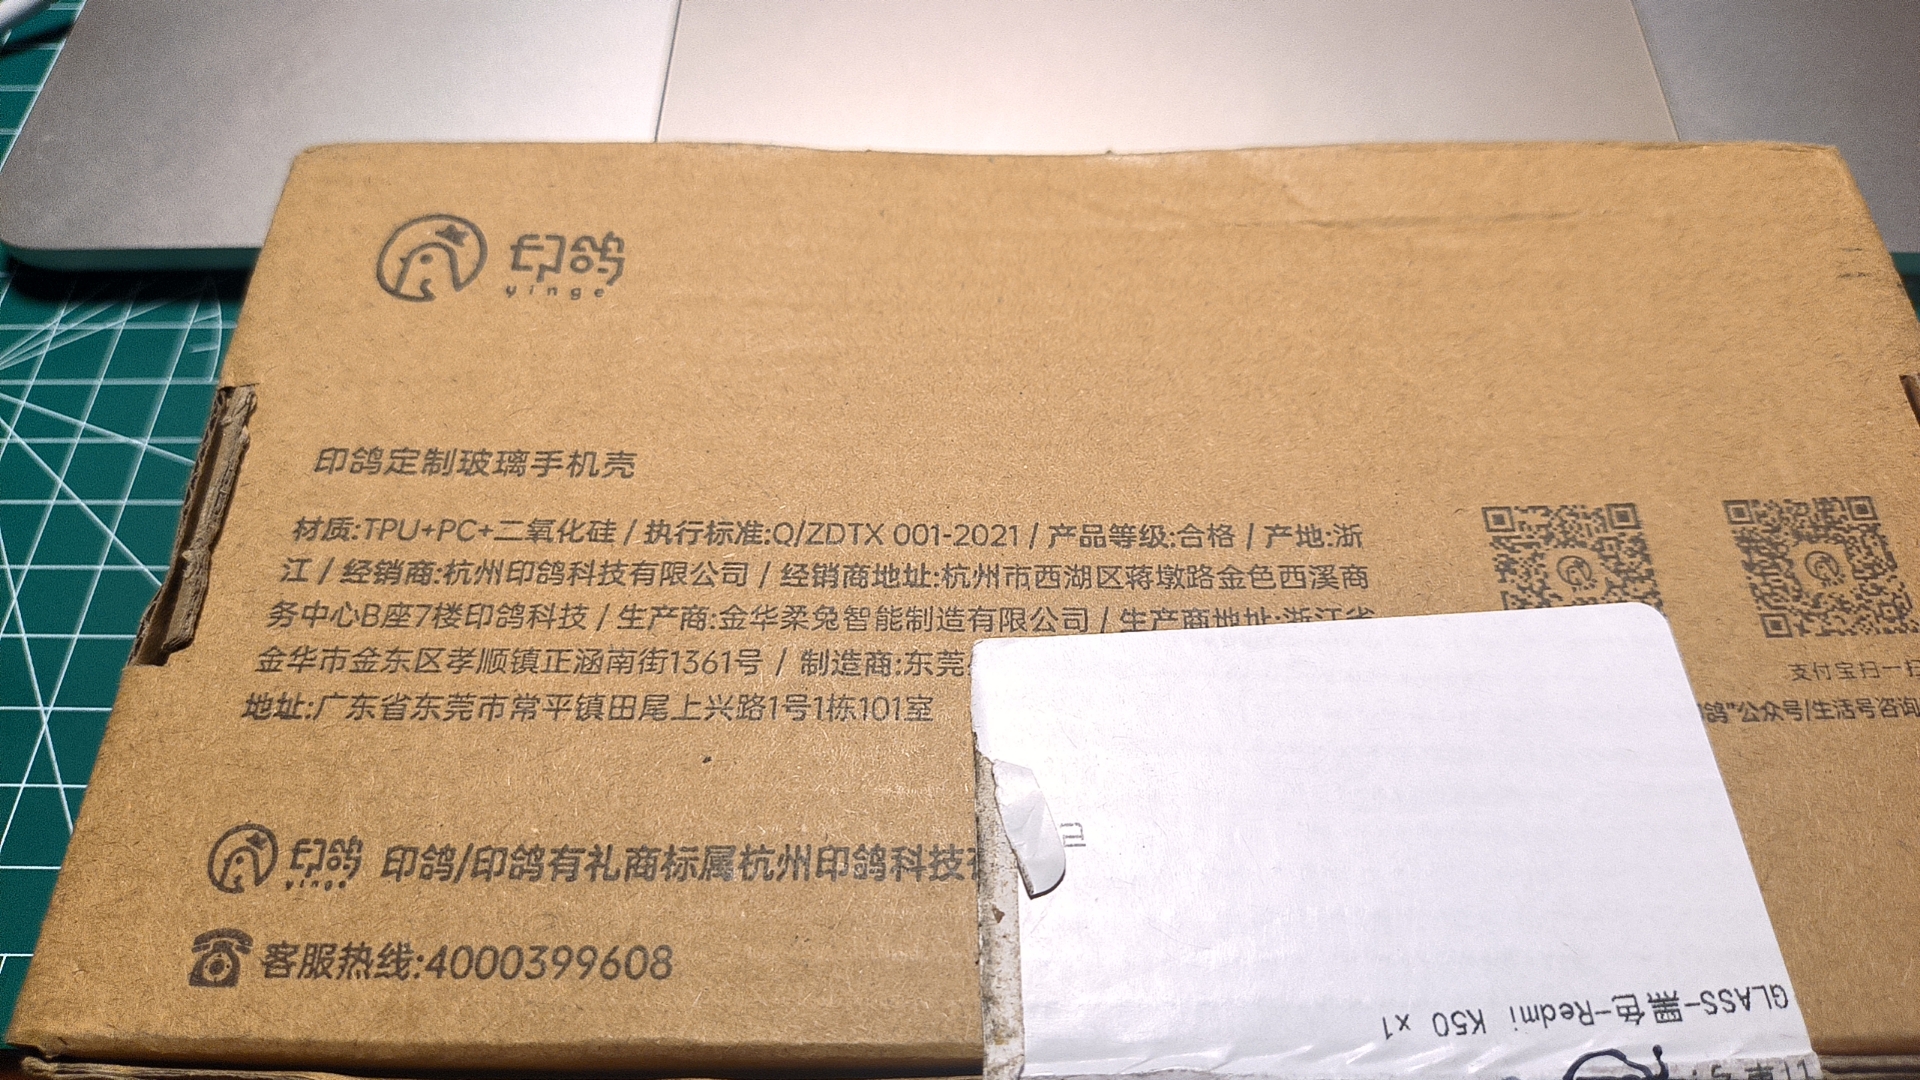 印鸽
yinge
印鸽定制玻璃手机壳
材质:TPU+PC+二氧化硅 / 执行标准:Q/ZDTX 001-2021 / 产品等级:合格 / 产地:浙
江 / 经销商:杭州印鸽科技有限公司 / 经销商地址:杭州市西湖区蒋墩路金色西溪商
务中心B座7楼印鸽科技 / 生产商:金华柔兔智能制造有限公司 / 生产商地址:浙江省
金华市金东区孝顺镇正涵南街1361号 / 制造商:东莞
地址:广东省东莞市常平镇田尾上兴路1号1栋101室
支付宝扫一扫
鸽"公众号/生活号咨询
印鸽
yinge
印鸽/印鸽有礼商标属杭州印鸽科技
客服热线:4000399608
GLASS-黑色-Redmi K50 x1